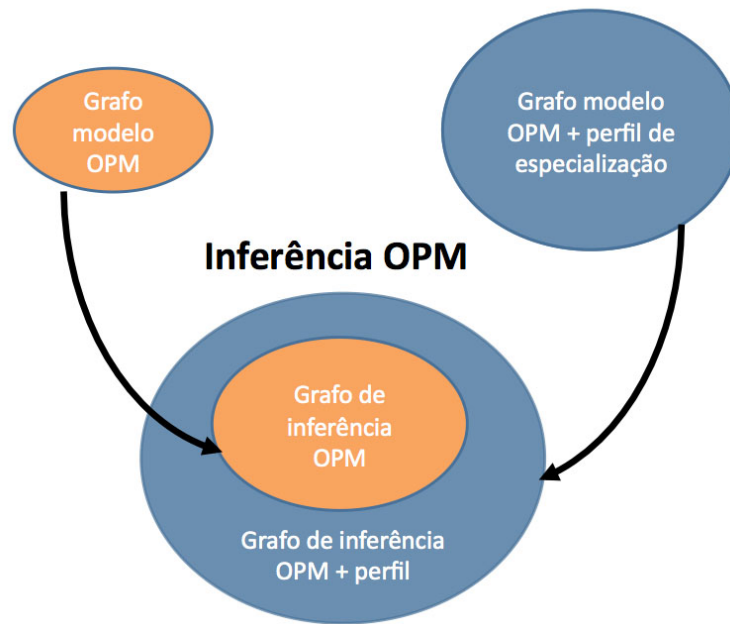 Grafo
modelo
OPM
Grafo modelo
OPM + perfil de
especialização
Inferência OPM
Grafo de
inferência
OPM
Grafo de inferência
OPM + perfil